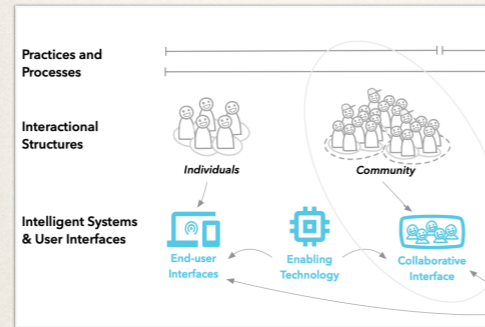 Practices and
Processes
Interactional
Structures
Individuals
Community
Intelligent Systems
& User Interfaces
End-user
Interfaces
Enabling
Technology
Collaborative
Interface